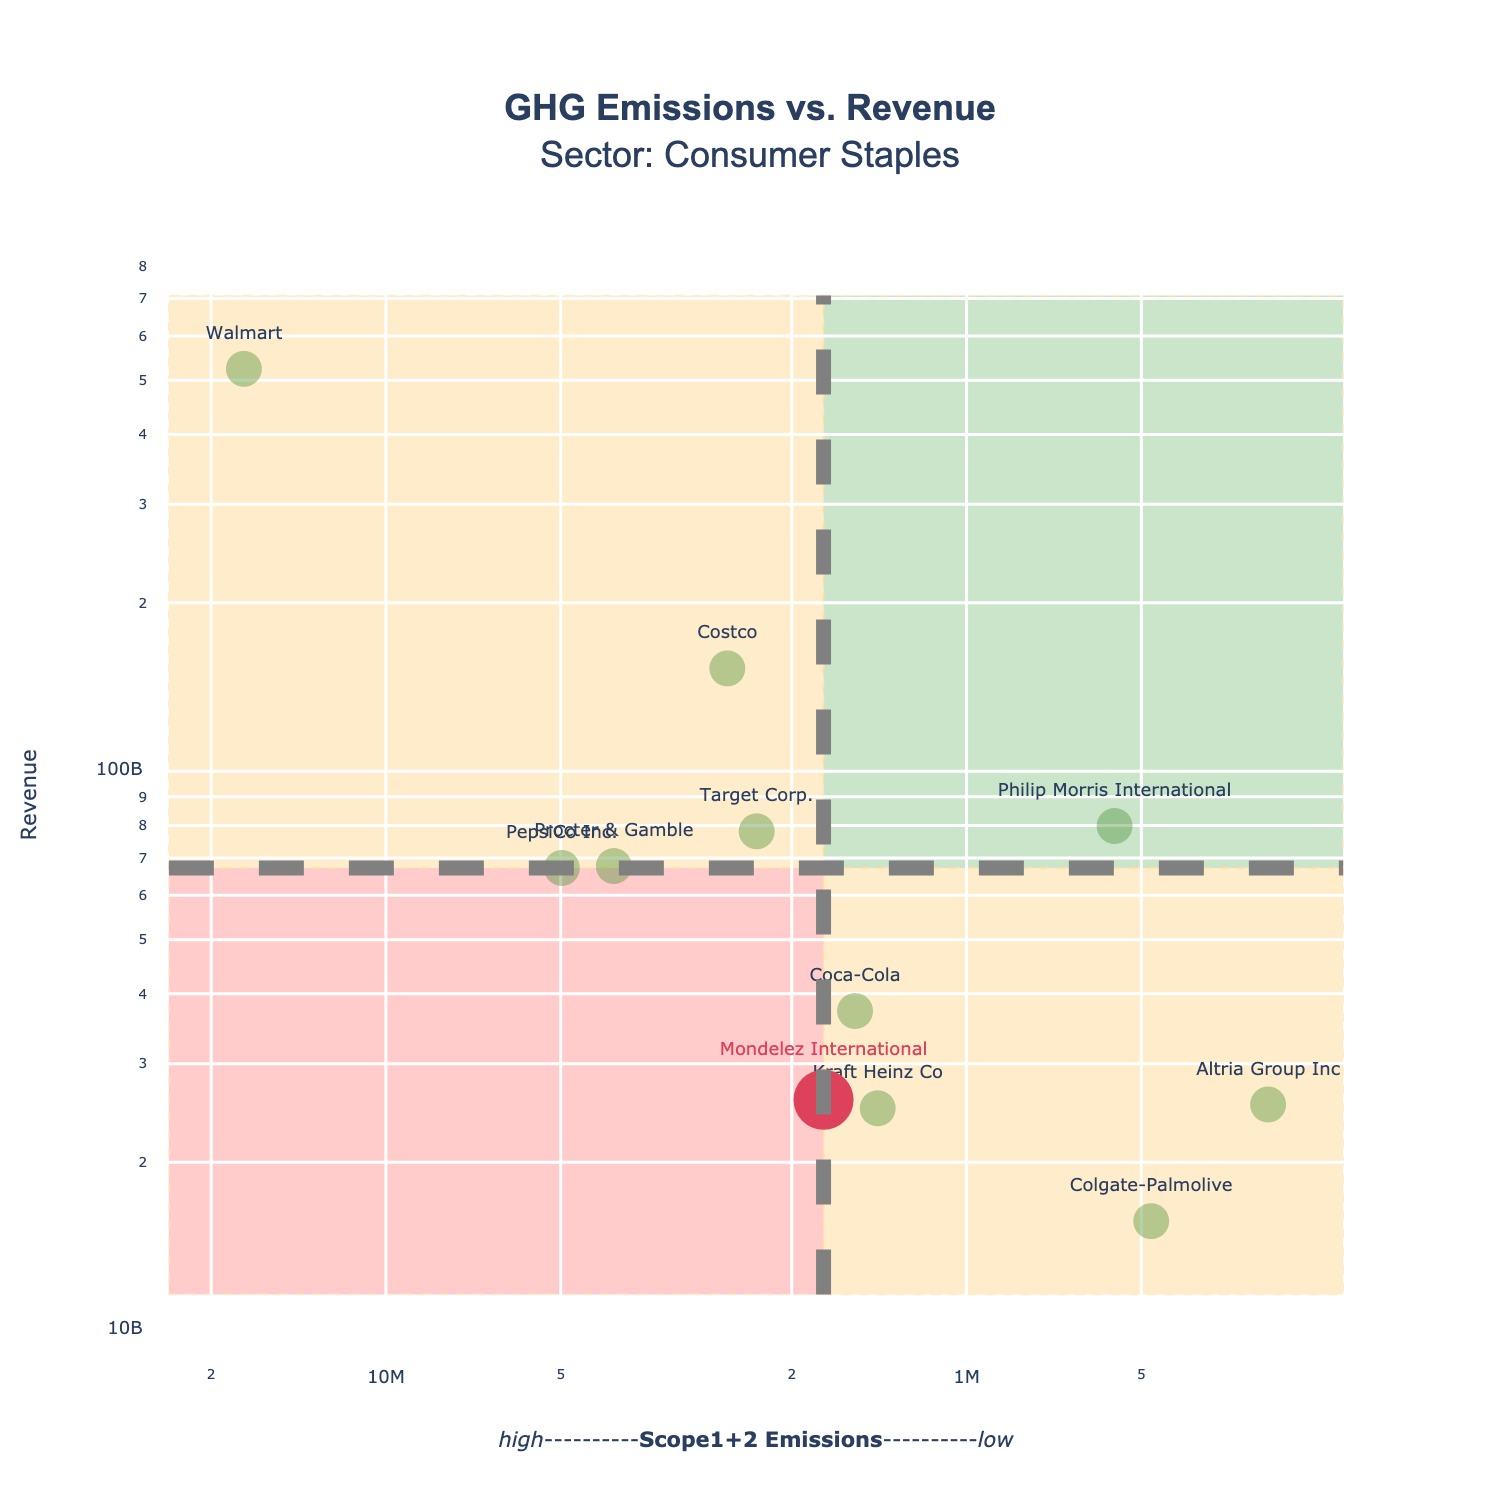 GHG Emissions vs. Revenue
Sector: Consumer Staples
8
7
Walmart
6
5
4
3
2
Costco
100B
Revenue
9
Target Corp.
Philip Morris International
8
PepsiCo Inc.
Procter & Gamble
7
6
5
4
Coca-Cola
3
Mondelez International
Kraft Heinz Co
Altria Group Inc
2
Colgate-Palmolive
10B
2
10M
5
2
1M
5
high----------Scope1+2 Emissions----------low